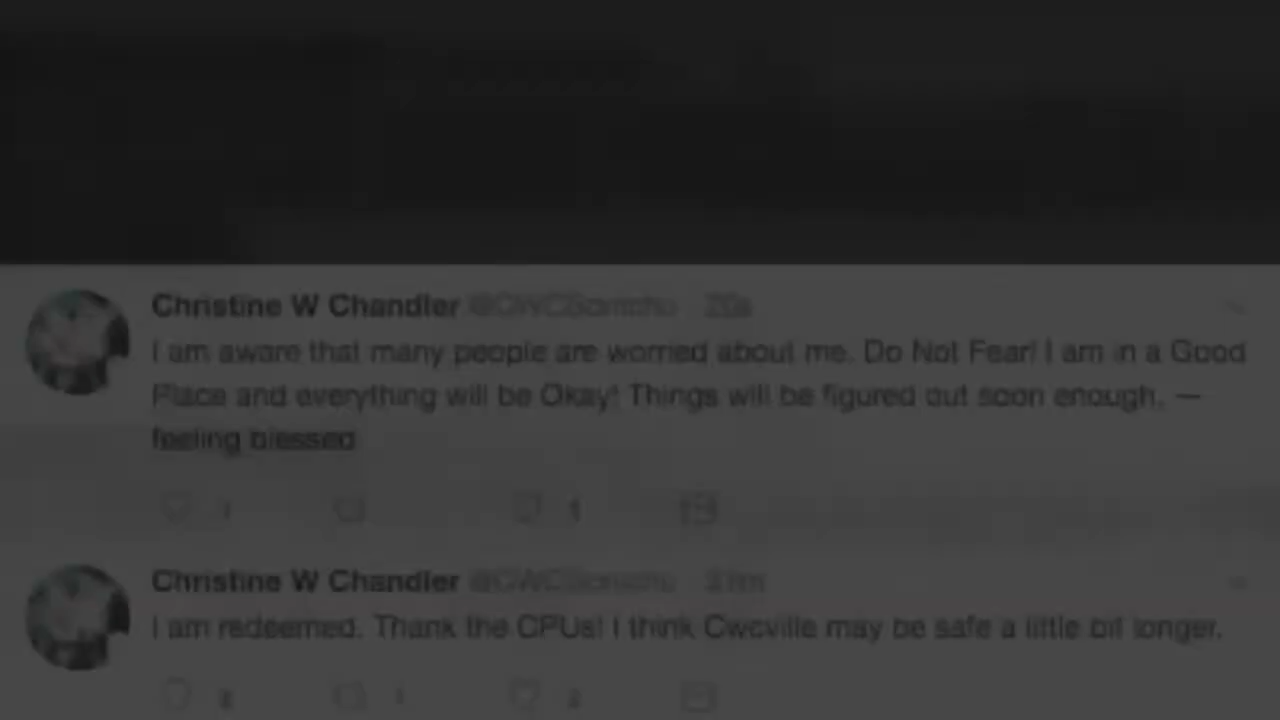 Christine W Chandler @CWCSonichu
I am aware that many people are worried about me. Do Not Fear! I am in a Good
Place and everything will be Okay! Things will be figured out soon enough. —
feeling blessed
1 1
Christine W Chandler @CWCSonichu
I am redeemed. Thank the CPUs! I think Cwcville may be safe a little bit longer.